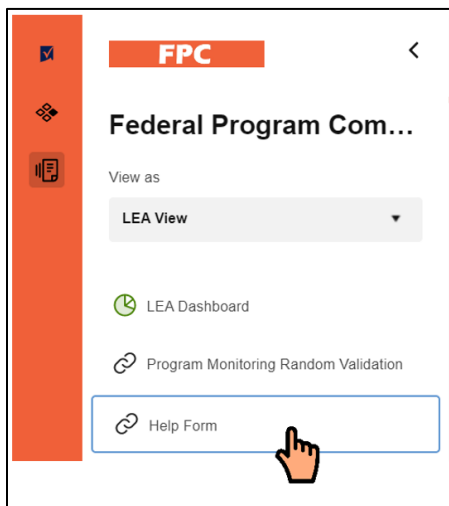 FPC
Federal Program Com...
View as
LEA View
LEA Dashboard
Program Monitoring Random Validation
Help Form